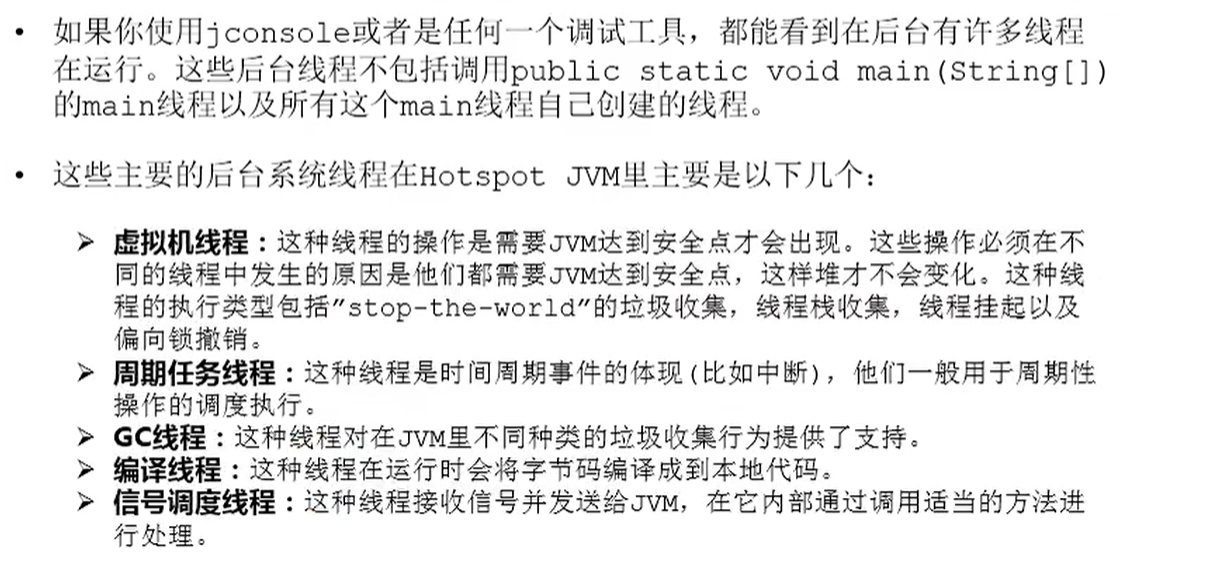 • 如果你使用jconsole或者是任何一个调试工具，都能看到在后台有许多线程
在运行。这些后台线程不包括调用public static void main(String[])
的main线程以及所有这个main线程自己创建的线程。
• 这些主要的后台系统线程在Hotspot JVM里主要是以下几个：
➢ 虚拟机线程：这种线程的操作是需要JVM达到安全点才会出现。这些操作必须在不
同的线程中发生的原因是他们都需要JVM达到安全点，这样堆才不会变化。这种线
程的执行类型包括"stop-the-world"的垃圾收集，线程栈收集，线程挂起以及
偏向锁撤销。
➢ 周期任务线程：这种线程是时间周期事件的体现(比如中断)，他们一般用于周期性
操作的调度执行。
➢ GC线程：这种线程对在JVM里不同种类的垃圾收集行为提供了支持。
➢ 编译线程：这种线程在运行时会将字节码编译成到本地代码。
➢ 信号调度线程：这种线程接收信号并发送给JVM，在它内部通过调用适当的方法进
行处理。